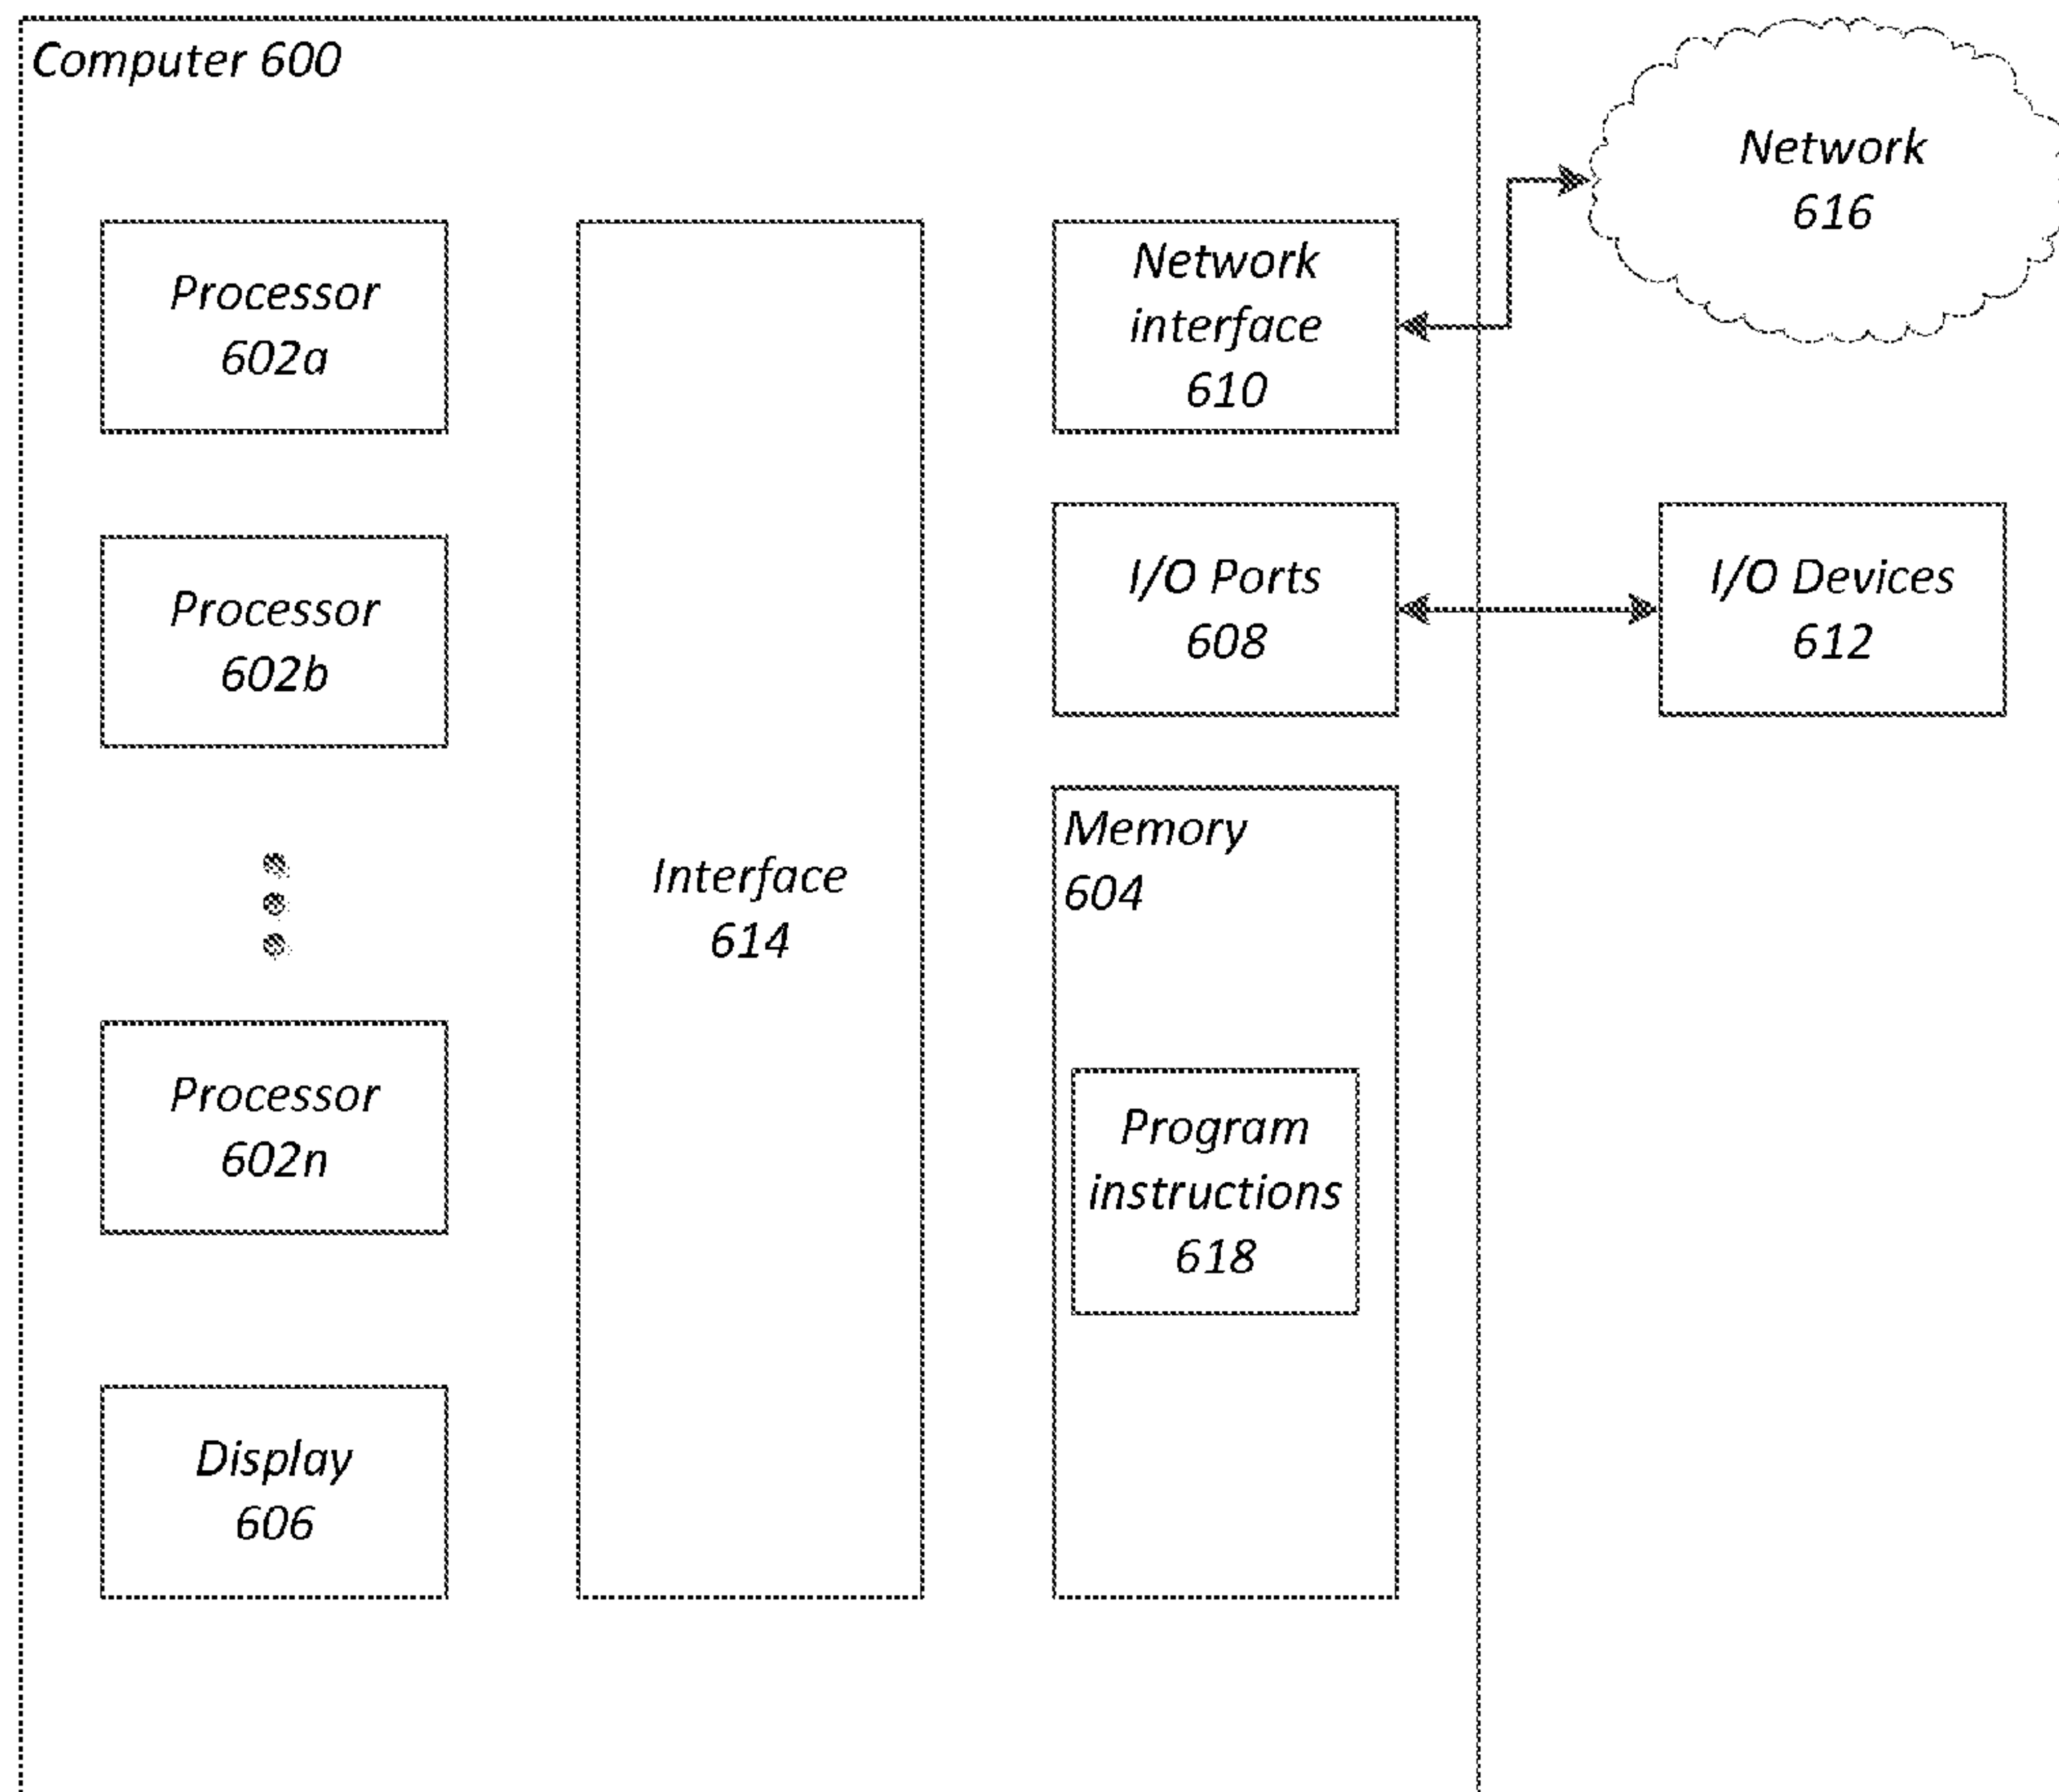 Computer 600
Network
616
Processor
602a
Network
interface
610
Processor
602b
I/O Ports
608
I/O Devices
612
Interface
614
Memory
604
Processor
602n
Program
instructions
618
Display
606